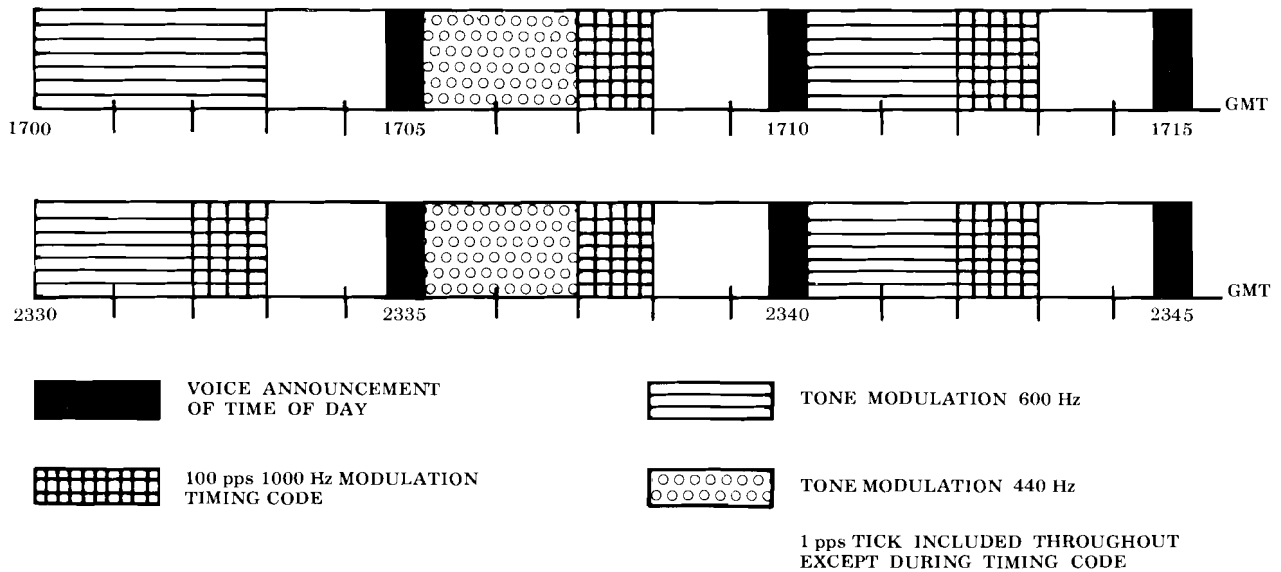 GMT
1700 1705 1710 1715
GMT
2330 2335 2340 2345
VOICE ANNOUNCEMENT
OF TIME OF DAY
TONE MODULATION 600 Hz
100 pps 1000 Hz MODULATION
TIMING CODE
TONE MODULATION 440 Hz
1 pps TICK INCLUDED THROUGHOUT
EXCEPT DURING TIMING CODE